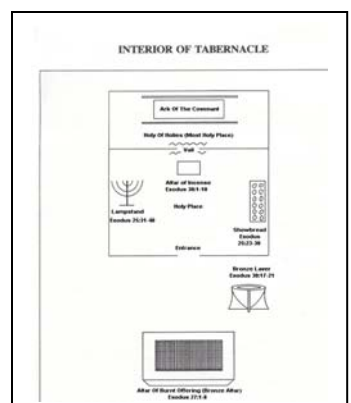 INTERIOR OF TABERNACLE
Ark Of The Covenant
Holy Of Holies (Most Holy Place)
Vail
Altar of Incense
Exodus 30/1-10
Lampstand
Exodus 25/31-40
Holy Place
Showbread
Exodus
25:23-30
Entrance
Bronze Laver
Exodus 30/17-21
Altar Of Burnt Offering (Bronze Altar)
Exodus 27:1-8